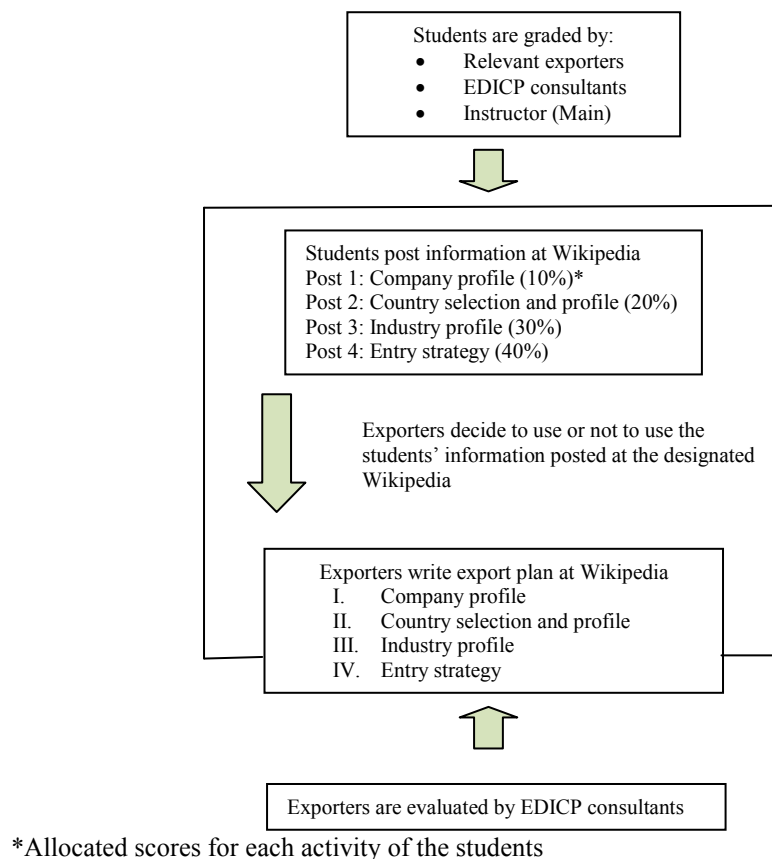 Students are graded by:
• Relevant exporters
• EDICP consultants
• Instructor (Main)
Students post information at Wikipedia
Post 1: Company profile (10%)*
Post 2: Country selection and profile (20%)
Post 3: Industry profile (30%)
Post 4: Entry strategy (40%)
Exporters decide to use or not to use the
students’ information posted at the designated
Wikipedia
Exporters write export plan at Wikipedia
I. Company profile
II. Country selection and profile
III. Industry profile
IV. Entry strategy
Exporters are evaluated by EDICP consultants
*Allocated scores for each activity of the students